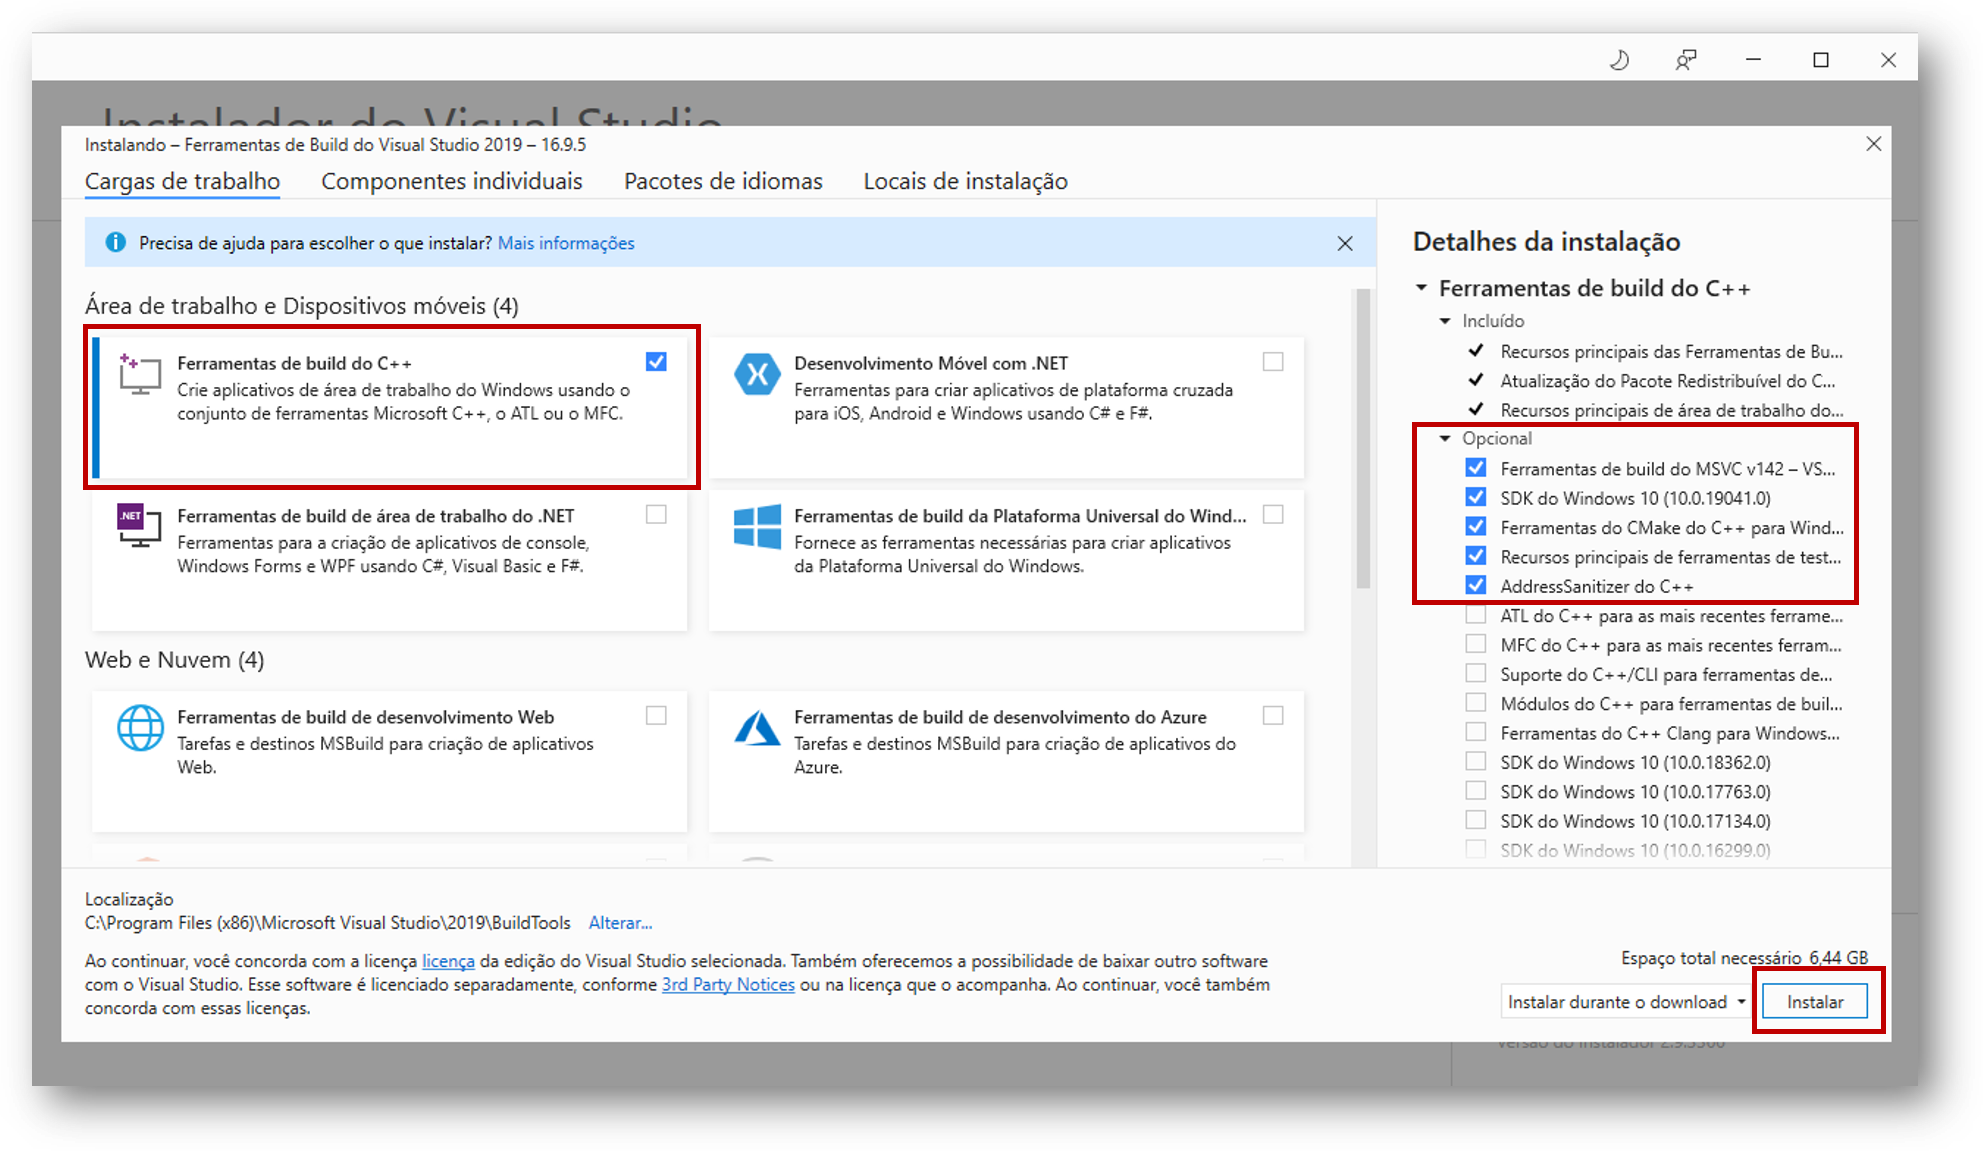 Instalador do Visual Studio
Instalando – Ferramentas de Build do Visual Studio 2019 – 16.9.5
Cargas de trabalho
Componentes individuais
Pacotes de idiomas
Locais de instalação
Precisa de ajuda para escolher o que instalar? Mais informações
Área de trabalho e Dispositivos móveis (4)
Ferramentas de build do C++
Crie aplicativos de área de trabalho do Windows usando o
conjunto de ferramentas Microsoft C++, o ATL ou o MFC.
Desenvolvimento Móvel com .NET
Ferramentas para criar aplicativos de plataforma cruzada
para iOS, Android e Windows usando C# e F#.
.NET
Ferramentas de build de área de trabalho do .NET
Ferramentas para a criação de aplicativos de console,
Windows Forms e WPF usando C#, Visual Basic e F#.
Ferramentas de build da Plataforma Universal do Wind...
Fornece as ferramentas necessárias para criar aplicativos
da Plataforma Universal do Windows.
Web e Nuvem (4)
Ferramentas de build de desenvolvimento Web
Tarefas e destinos MSBuild para criação de aplicativos
Web.
Ferramentas de build de desenvolvimento do Azure
Tarefas e destinos MSBuild para criação de aplicativos do
Azure.
Detalhes da instalação
Ferramentas de build do C++
Incluído
Recursos principais das Ferramentas de Bu...
Atualização do Pacote Redistribuível do C...
Recursos principais de área de trabalho do...
Opcional
Ferramentas de build do MSVC v142 – VS...
SDK do Windows 10 (10.0.19041.0)
Ferramentas do CMake do C++ para Wind...
Recursos principais de ferramentas de test...
AddressSanitizer do C++
ATL do C++ para as mais recentes ferrame...
MFC do C++ para as mais recentes ferram...
Suporte do C++/CLI para ferramentas de...
Módulos do C++ para ferramentas de buil...
Ferramentas do C++ Clang para Windows...
SDK do Windows 10 (10.0.18362.0)
SDK do Windows 10 (10.0.17763.0)
SDK do Windows 10 (10.0.17134.0)
SDK do Windows 10 (10.0.16299.0)
Localização
C:\Program Files (x86)\Microsoft Visual Studio\2019\BuildTools Alterar...
Ao continuar, você concorda com a licença licença da edição do Visual Studio selecionada. Também oferecemos a possibilidade de baixar outro software
com o Visual Studio. Esse software é licenciado separadamente, conforme 3rd Party Notices ou na licença que o acompanha. Ao continuar, você também
concorda com essas licenças.
Espaço total necessário 6,44 GB
Instalar durante o download
Instalar
Versão do Instalador 2.9.3300